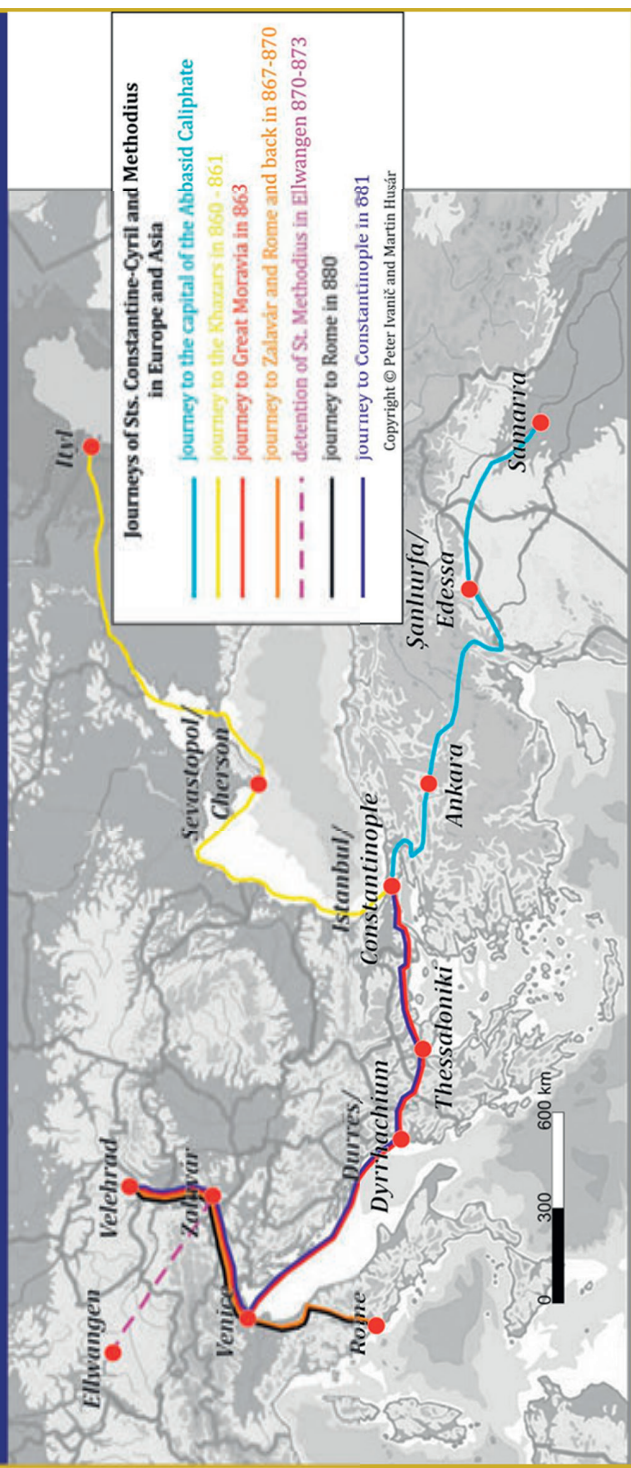 Journeys of Sts. Constantine-Cyril and Methodius
in Europe and Asia
journey to the capital of the Abbasid Caliphate
journey to the Khazars in 860 - 861
journey to Great Moravia in 863
journey to Zalavár and Rome and back in 867-870
detention of St. Methodius in Ellwangen 870-873
journey to Rome in 880
journey to Constantinople in 881
Copyright © Peter Ivanič and Martin Husár
Ellwangen
Velehrad
Zalavár
Venice
Rome
Durres/
Dyrrhachium
Thessaloniki
Istanbul/
Constantinople
Sevastopol/
Cherson
Ityl
Ankara
Şanlıurfa/
Edessa
Samarra
0 300 600 km